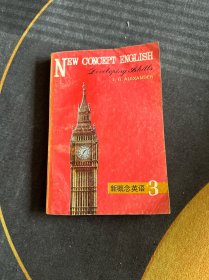 NEW CONCEPT ENGLISH
Developing Skills
L. G. ALEXANDER
新概念英语 3